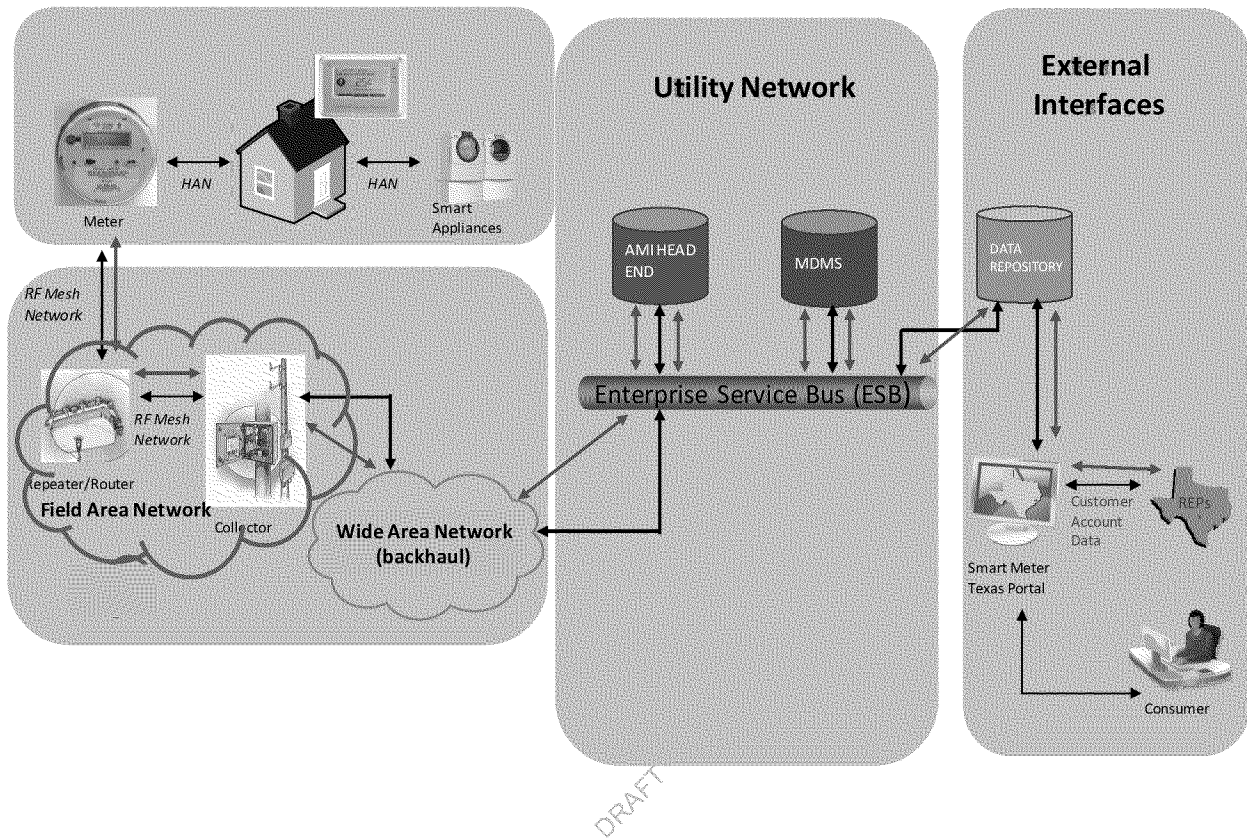 Utility Network
External
Interfaces
HAN
HAN
Meter
Smart
Appliances
RF Mesh
Network
AMI HEAD
END
MDMS
DATA
REPOSITORY
Enterprise Service Bus (ESB)
RF Mesh
Network
Repeater/Router
Field Area Network
Collector
Wide Area Network
(backhaul)
Customer
Account
Data
REPs
Smart Meter
Texas Portal
Consumer
DRAFT